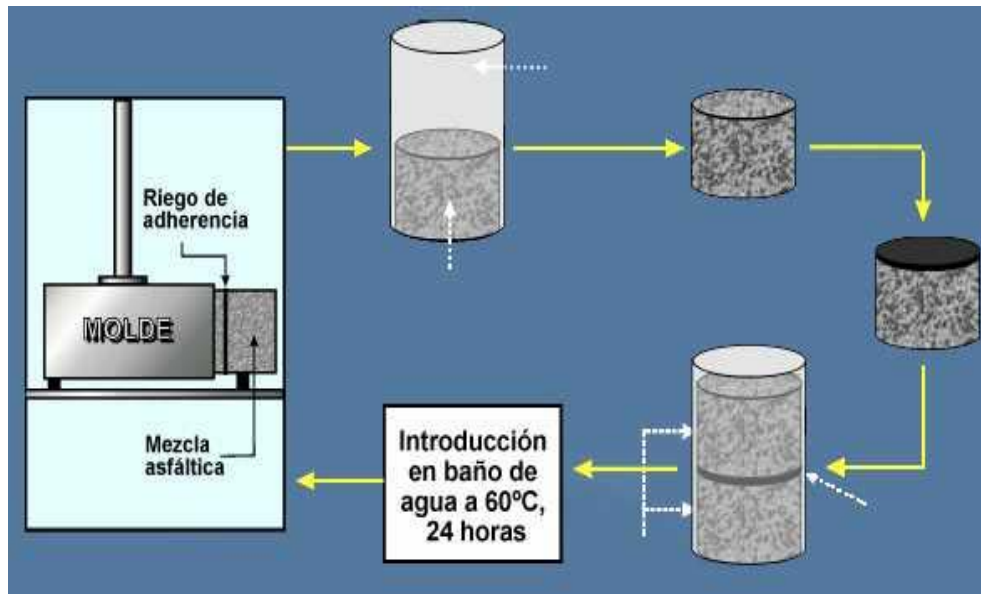 Riego de
adherencia
MOLDE
Mezcla
asfáltica
Introducción
en baño de
agua a 60ºC,
24 horas